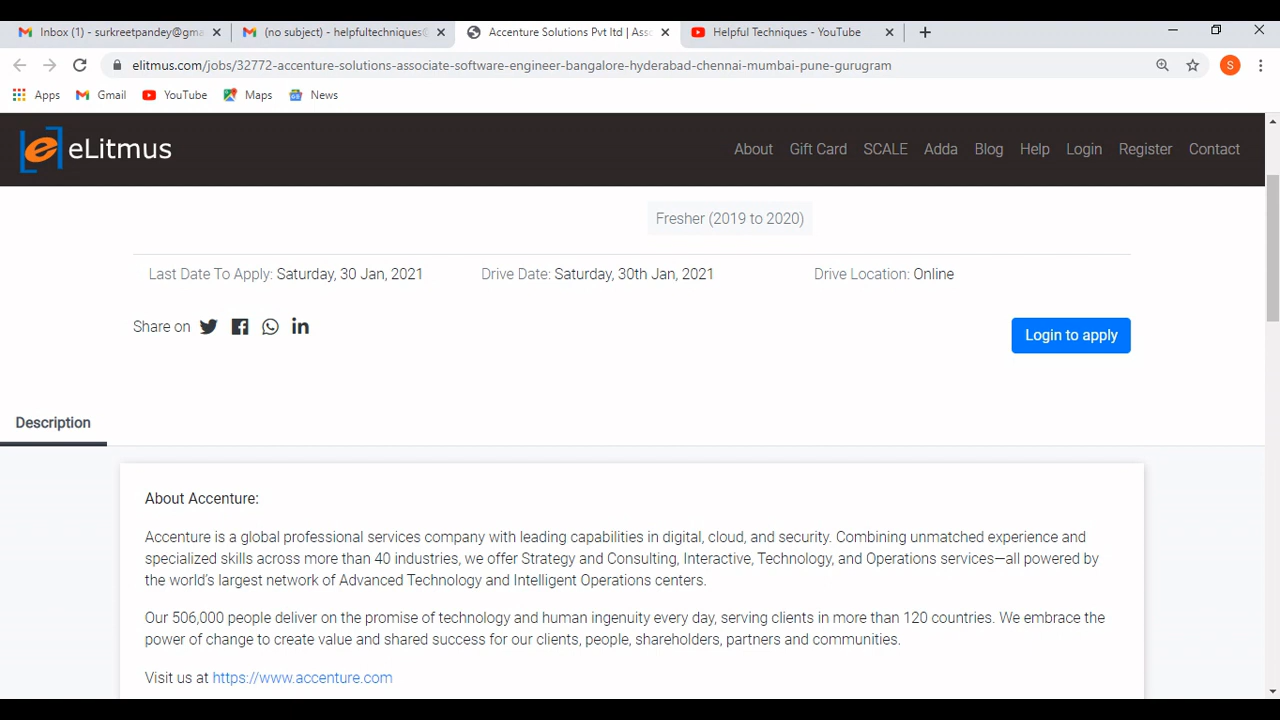 Inbox (1) - surkreetpandey@gma
(no subject) - helpfultechniques@
Accenture Solutions Pvt ltd | Asso
Helpful Techniques - YouTube
elitmus.com/jobs/32772-accenture-solutions-associate-software-engineer-bangalore-hyderabad-chennai-mumbai-pune-gurugram
S
Apps Gmail YouTube Maps News
eLitmus
About Gift Card SCALE Adda Blog Help Login Register Contact
Fresher (2019 to 2020)
Last Date To Apply: Saturday, 30 Jan, 2021 Drive Date: Saturday, 30th Jan, 2021 Drive Location: Online
Share on
Login to apply
Description
About Accenture:
Accenture is a global professional services company with leading capabilities in digital, cloud, and security. Combining unmatched experience and
specialized skills across more than 40 industries, we offer Strategy and Consulting, Interactive, Technology, and Operations services—all powered by
the world's largest network of Advanced Technology and Intelligent Operations centers.
Our 506,000 people deliver on the promise of technology and human ingenuity every day, serving clients in more than 120 countries. We embrace the
power of change to create value and shared success for our clients, people, shareholders, partners and communities.
Visit us at https://www.accenture.com